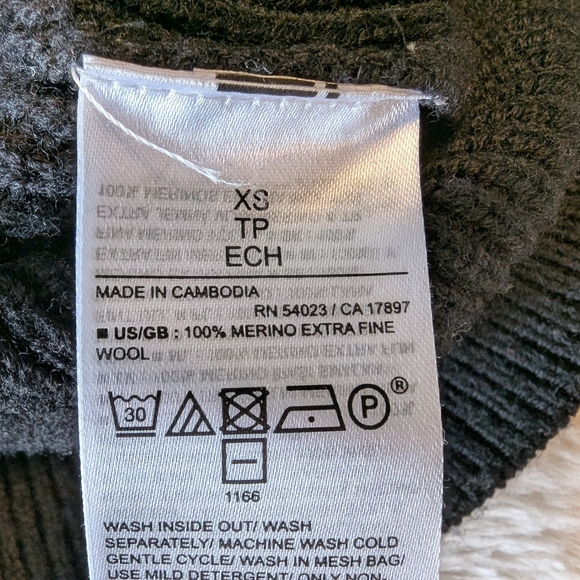 XS
TP
ECH
MADE IN CAMBODIA
RN 54023 / CA 17897
■ US/GB : 100% MERINO EXTRA FINE
WOOL
30
P®
1166
WASH INSIDE OUT/ WASH
SEPARATELY/ MACHINE WASH COLD
GENTLE CYCLE/ WASH IN MESH BAG/
USE MILD DETERGENT/ ONLY NON-